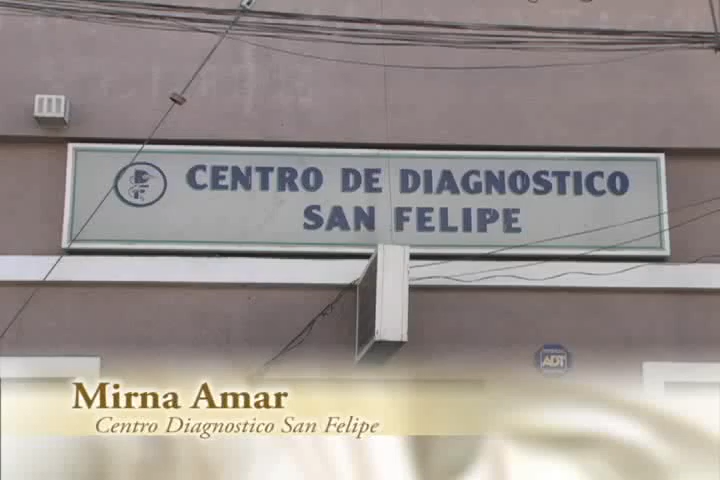 CENTRO DE DIAGNOSTICO
SAN FELIPE
ADT
Mirna Amar
Centro Diagnostico San Felipe